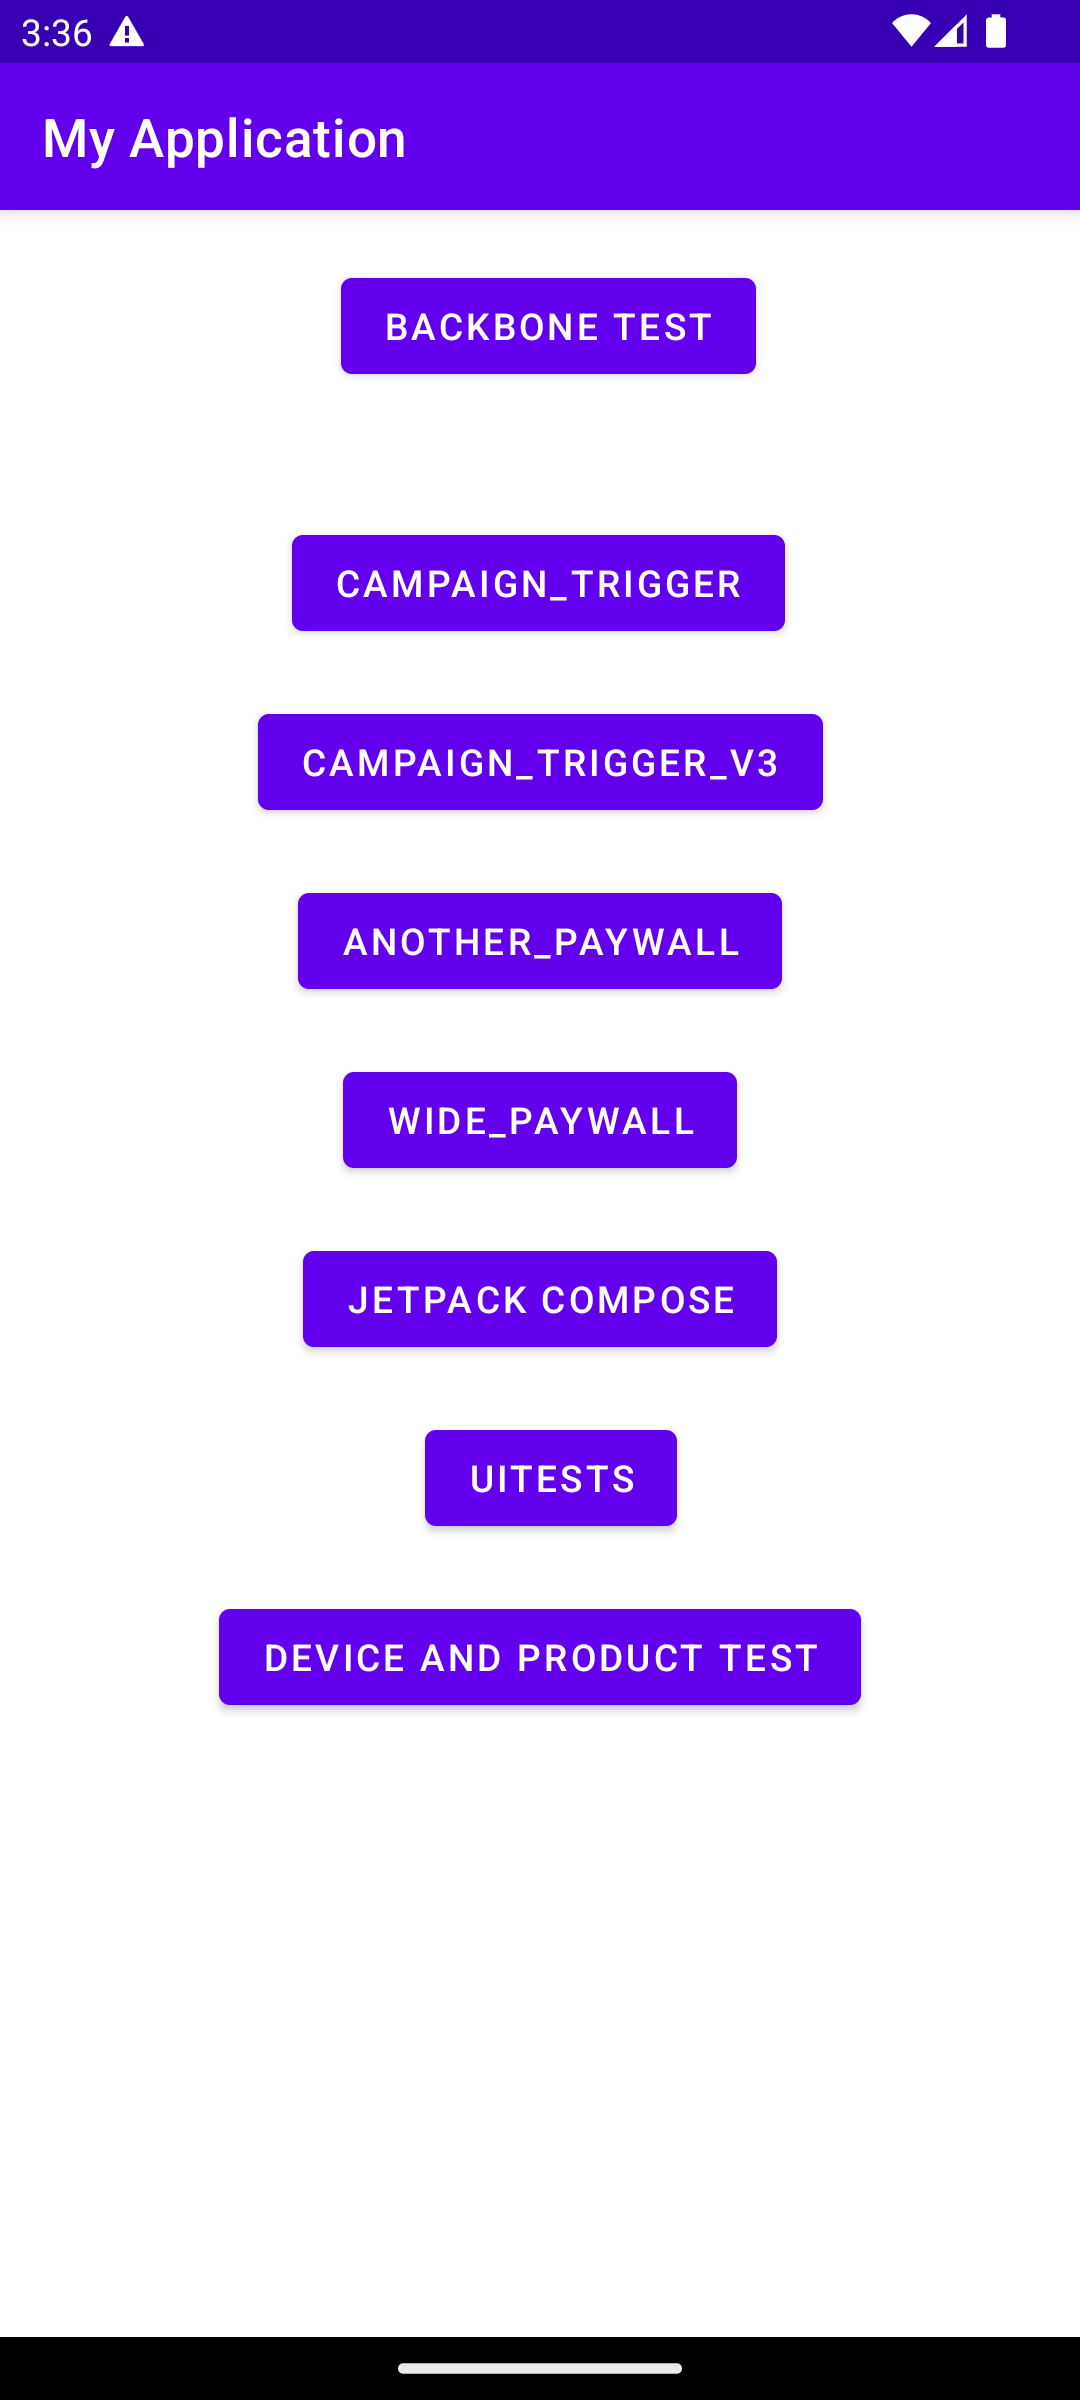 3:36
My Application
BACKBONE TEST
CAMPAIGN_TRIGGER
CAMPAIGN_TRIGGER_V3
ANOTHER_PAYWALL
WIDE_PAYWALL
JETPACK COMPOSE
UITESTS
DEVICE AND PRODUCT TEST